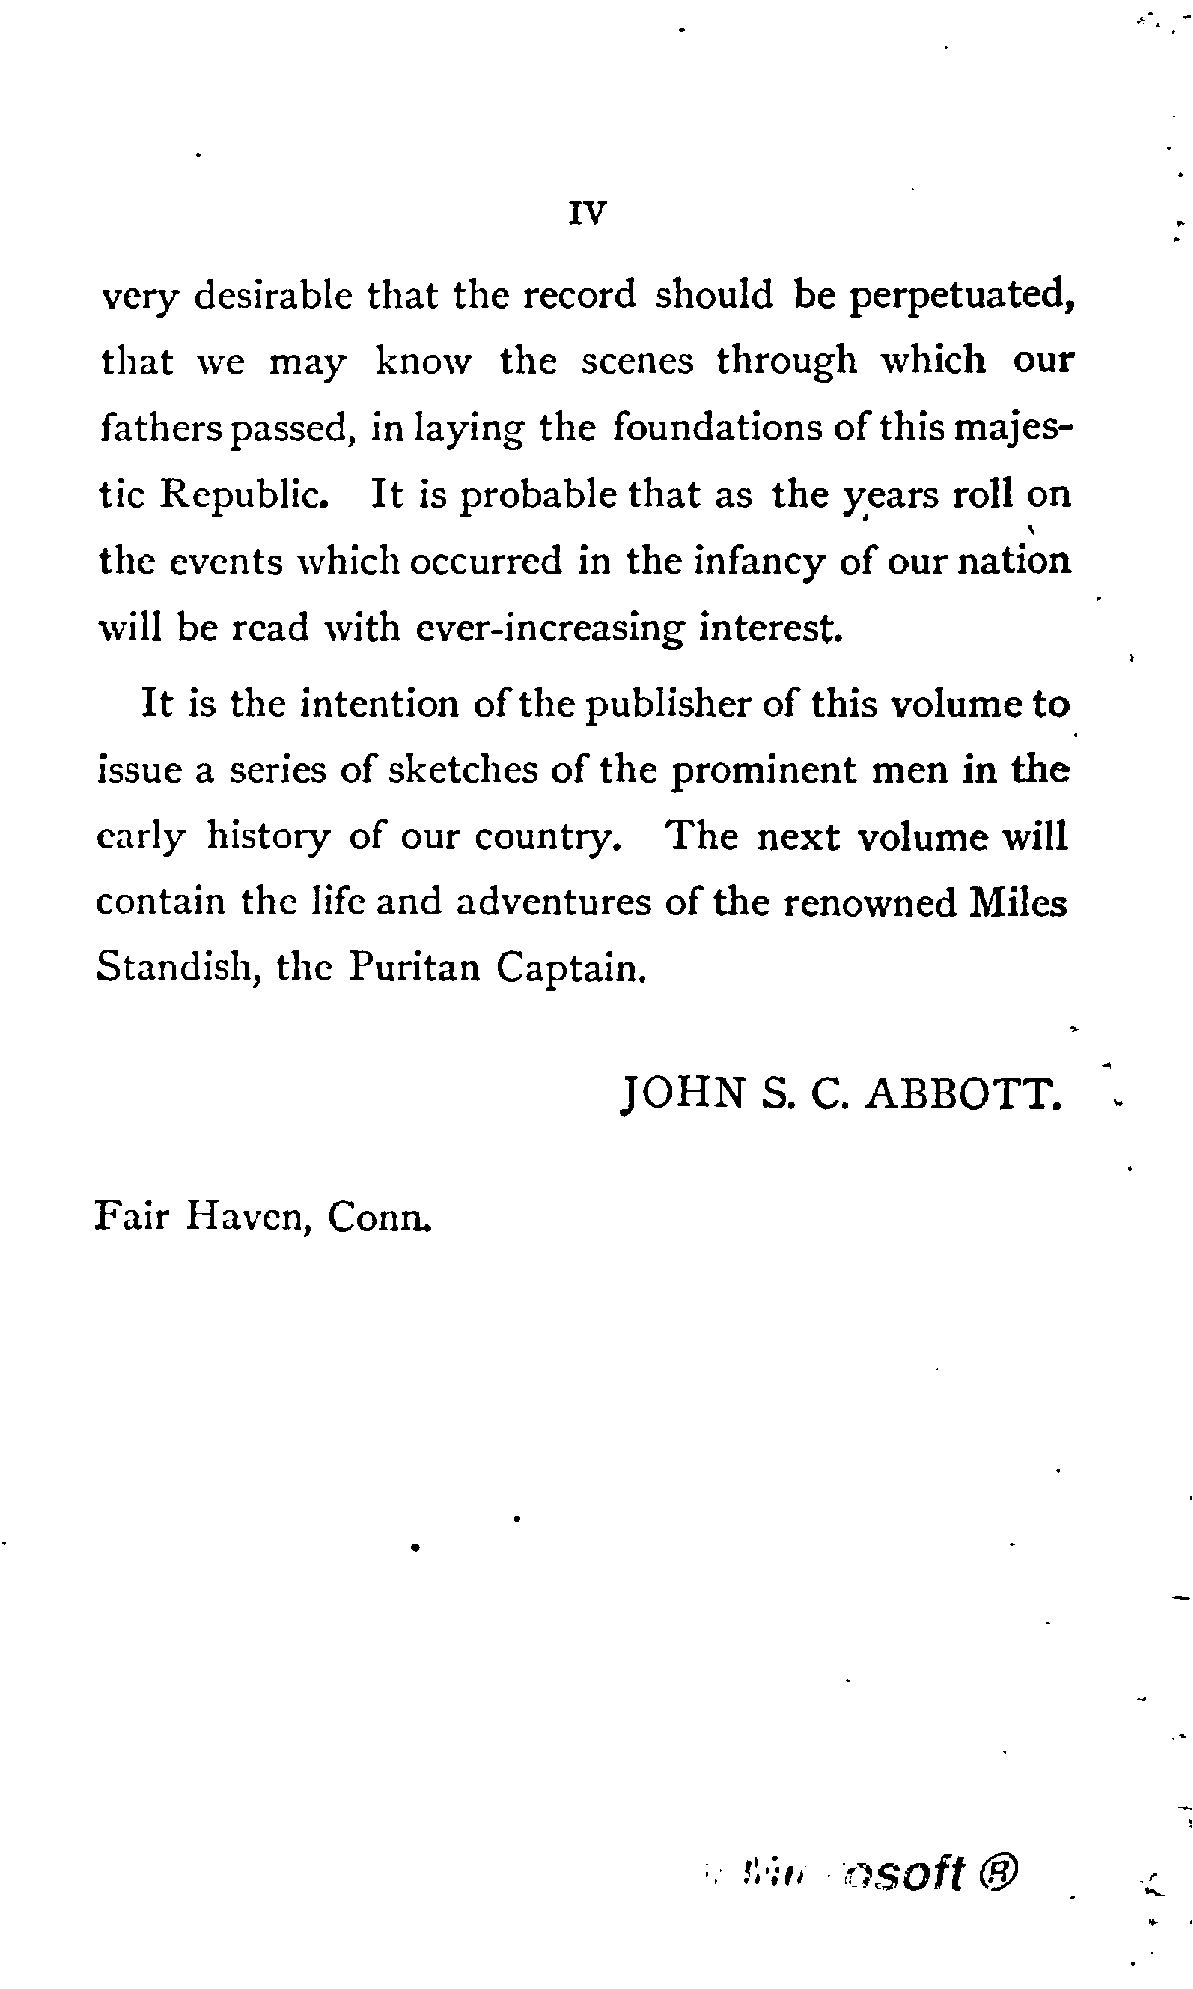 IV
very desirable that the record should be perpetuated,
that we may know the scenes through which our
fathers passed, in laying the foundations of this majes-
tic Republic. It is probable that as the years roll on
the events which occurred in the infancy of our nation
will be read with ever-increasing interest.
It is the intention of the publisher of this volume to
issue a series of sketches of the prominent men in the
early history of our country. The next volume will
contain the life and adventures of the renowned Miles
Standish, the Puritan Captain.
JOHN S. C. ABBOTT.
Fair Haven, Conn.